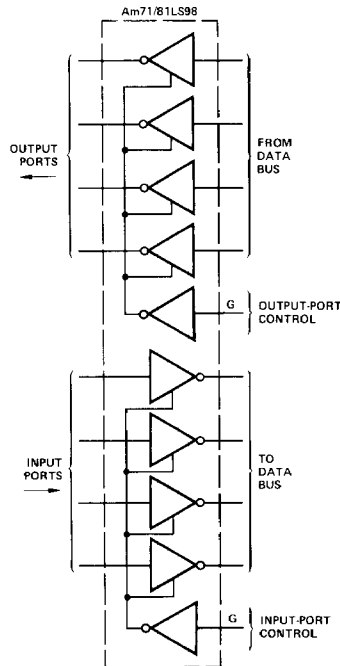 Am71/81LS98
OUTPUT
PORTS
FROM
DATA
BUS
G
OUTPUT-PORT
CONTROL
INPUT
PORTS
TO
DATA
BUS
G
INPUT-PORT
CONTROL